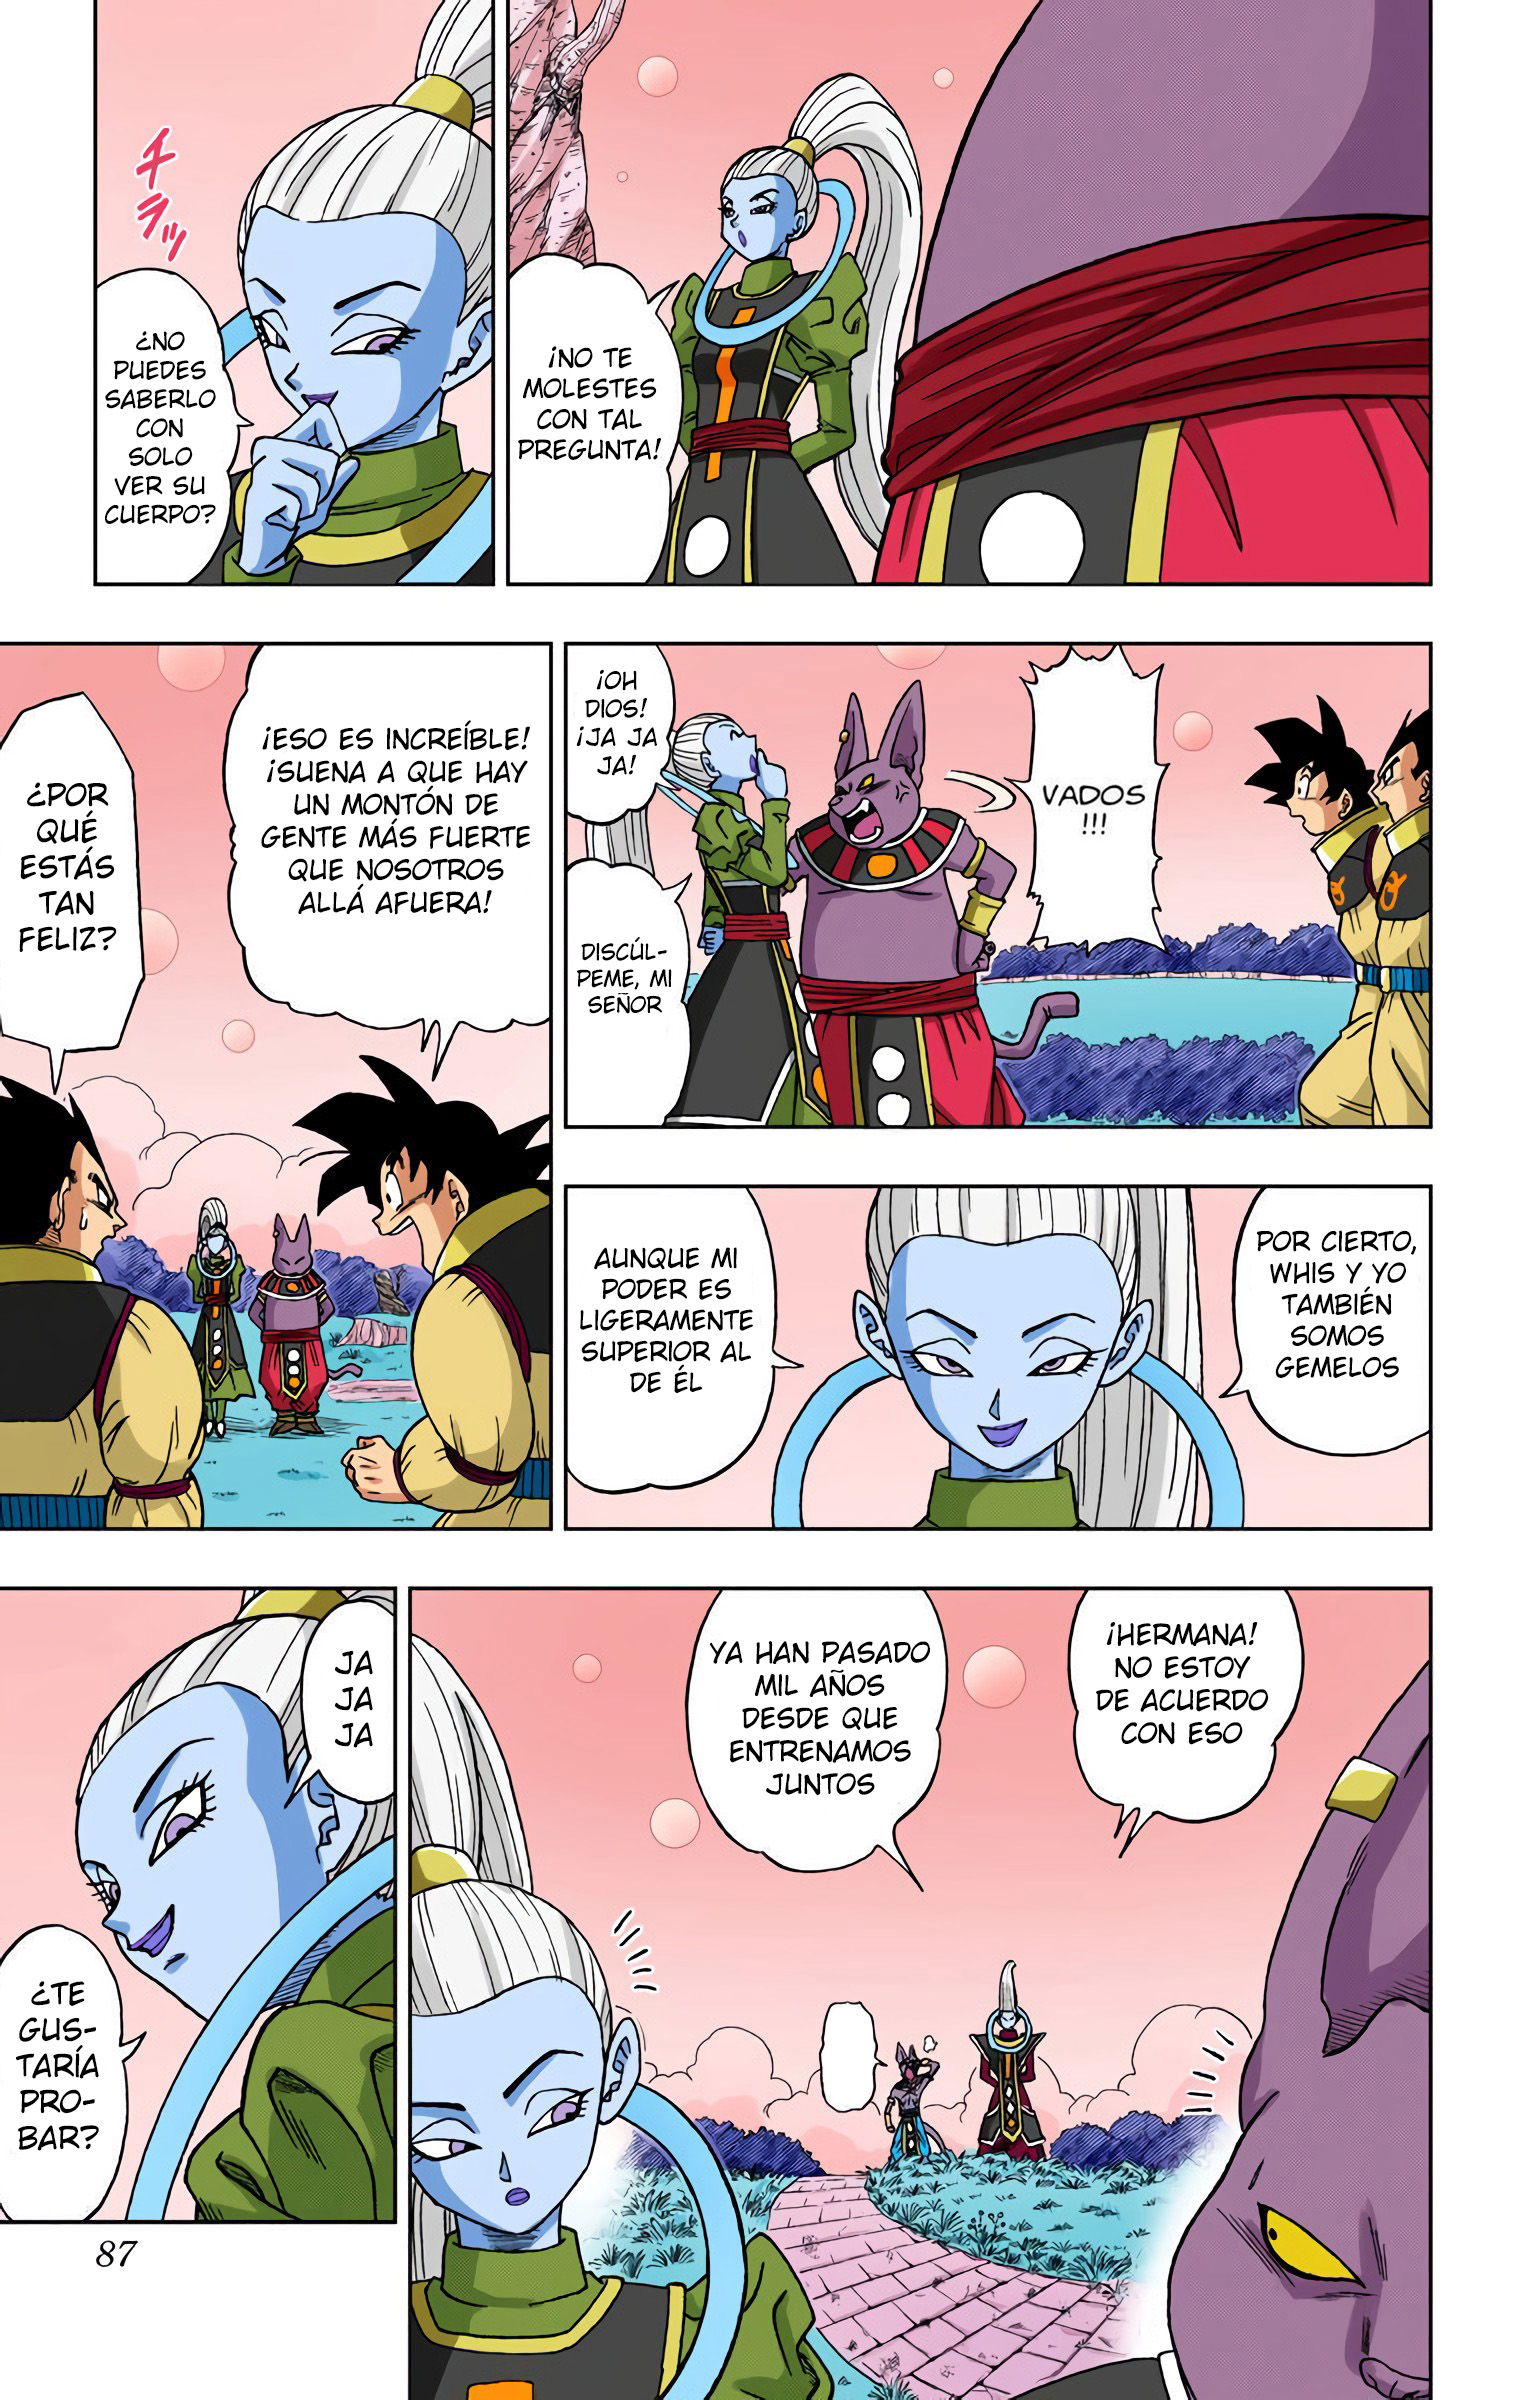 ¡NO TE
MOLESTES
CON TAL
PREGUNTA!
チラッ
¿NO
PUEDES
SABERLO
CON
SOLO
VER SU
CUERPO?
VADOS
!!!
¡OH
DIOS!
¡JA JA
JA!
DISCÚL-
PEME, MI
SEÑOR
POR CIERTO,
WHIS Y YO
TAMBIÉN
SOMOS
GEMELOS
AUNQUE MI
PODER ES
LIGERAMENTE
SUPERIOR AL
DE ÉL
¡ESO ES INCREÍBLE!
¡SUENA A QUE HAY
UN MONTÓN DE
GENTE MÁS FUERTE
QUE NOSOTROS
ALLÁ AFUERA!
¿POR
QUÉ
ESTÁS
TAN
FELIZ?
¡HERMANA!
NO ESTOY
DE ACUERDO
CON ESO
YA HAN PASADO
MIL AÑOS
DESDE QUE
ENTRENAMOS
JUNTOS
JA
JA
JA
¿TE
GUS-
TARÍA
PRO-
BAR?
87